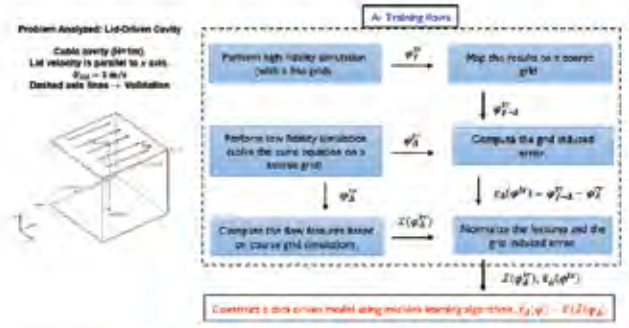 Problem Analyzed: Lid-Driven Cavity
Cubic cavity (H=1m)
Lid velocity is parallel to x axis.
Dashed axis lines → Validation
A- Training flows
Perform high fidelity simulation
(with a fine grid)
Map the results to a coarse
grid
Perform low fidelity simulation
(solve the same equation on a
coarse grid)
Compute the grid induced
error.
Compute the flow features based
on coarse grid simulations.
Normalize the features and the
grid induced error.
Construct a data driven model using machine learning algorithms,